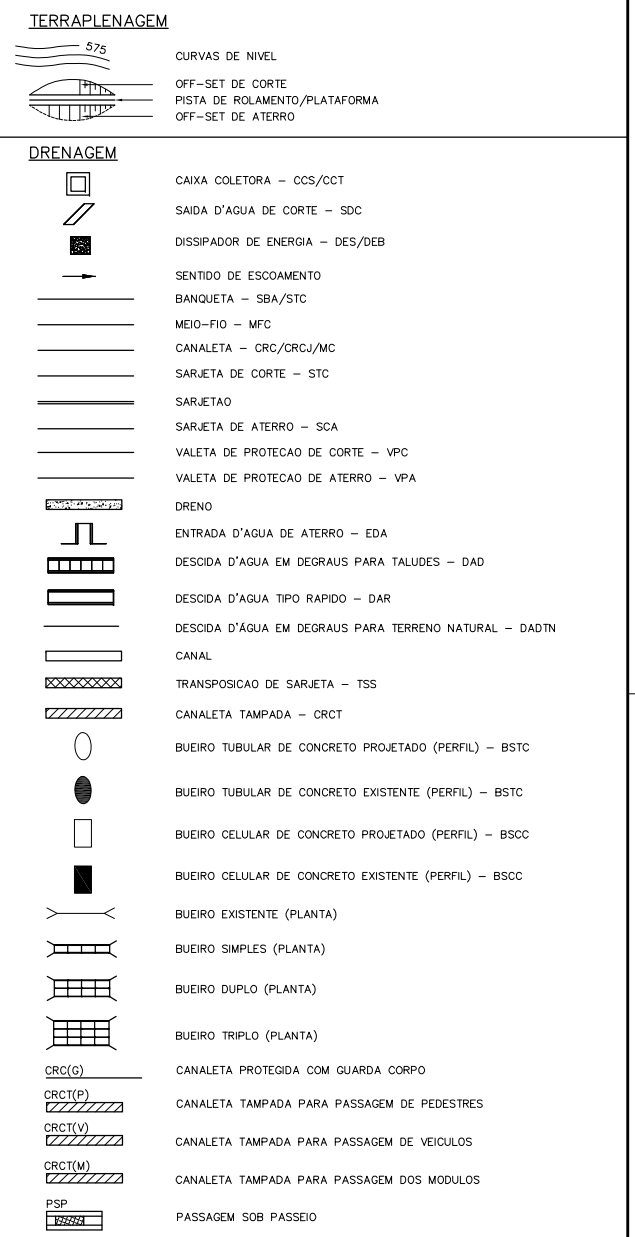 TERRAPLENAGEM
575
CURVAS DE NIVEL
OFF-SET DE CORTE
PISTA DE ROLAMENTO/PLATAFORMA
OFF-SET DE ATERRO
DRENAGEM
CAIXA COLETORA – CCS/CCT
SAIDA D'AGUA DE CORTE – SDC
DISSIPADOR DE ENERGIA – DES/DEB
SENTIDO DE ESCOAMENTO
BANQUETA – SBA/STC
MEIO-FIO – MFC
CANALETA – CRC/CRCJ/MC
SARJETA DE CORTE – STC
SARJETAO
SARJETA DE ATERRO – SCA
VALETA DE PROTECAO DE CORTE – VPC
VALETA DE PROTECAO DE ATERRO – VPA
DRENO
ENTRADA D'AGUA DE ATERRO – EDA
DESCIDA D'AGUA EM DEGRAUS PARA TALUDES – DAD
DESCIDA D'AGUA TIPO RAPIDO – DAR
DESCIDA D'ÁGUA EM DEGRAUS PARA TERRENO NATURAL – DADTN
CANAL
TRANSPOSICAO DE SARJETA – TSS
CANALETA TAMPADA – CRCT
BUEIRO TUBULAR DE CONCRETO PROJETADO (PERFIL) – BSTC
BUEIRO TUBULAR DE CONCRETO EXISTENTE (PERFIL) – BSTC
BUEIRO CELULAR DE CONCRETO PROJETADO (PERFIL) – BSCC
BUEIRO CELULAR DE CONCRETO EXISTENTE (PERFIL) – BSCC
BUEIRO EXISTENTE (PLANTA)
BUEIRO SIMPLES (PLANTA)
BUEIRO DUPLO (PLANTA)
BUEIRO TRIPLO (PLANTA)
CRC(G) CANALETA PROTEGIDA COM GUARDA CORPO
CRCT(P)
CANALETA TAMPADA PARA PASSAGEM DE PEDESTRES
CRCT(V)
CANALETA TAMPADA PARA PASSAGEM DE VEICULOS
CRCT(M)
CANALETA TAMPADA PARA PASSAGEM DOS MODULOS
PSP
PASSAGEM SOB PASSEIO